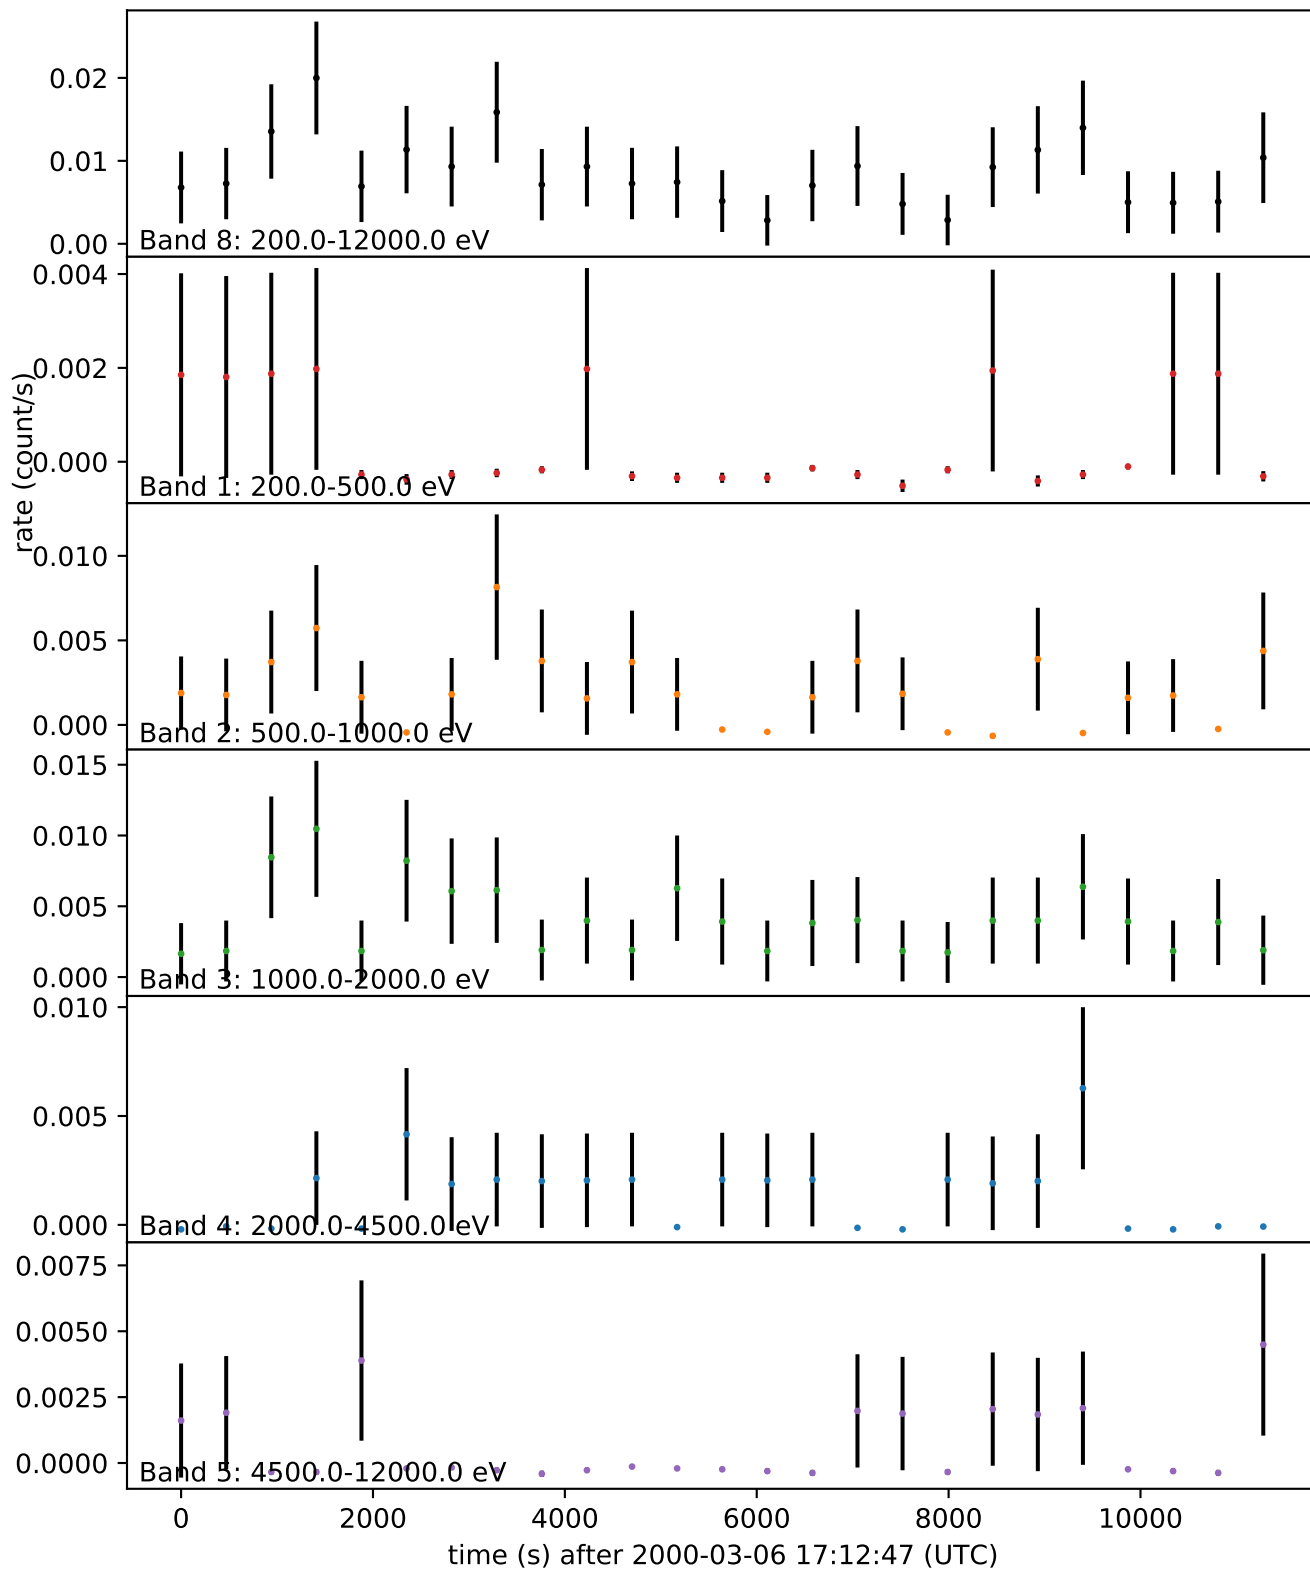 0.02
0.01
0.00
Band 8: 200.0-12000.0 eV
0.004
0.002
0.000
Band 1: 200.0-500.0 eV
rate (count/s)
0.010
0.005
0.000
Band 2: 500.0-1000.0 eV
0.015
0.010
0.005
0.000
Band 3: 1000.0-2000.0 eV
0.010
0.005
0.000
Band 4: 2000.0-4500.0 eV
0.0075
0.0050
0.0025
0.0000
Band 5: 4500.0-12000.0 eV
0 2000 4000 6000 8000 10000
time (s) after 2000-03-06 17:12:47 (UTC)